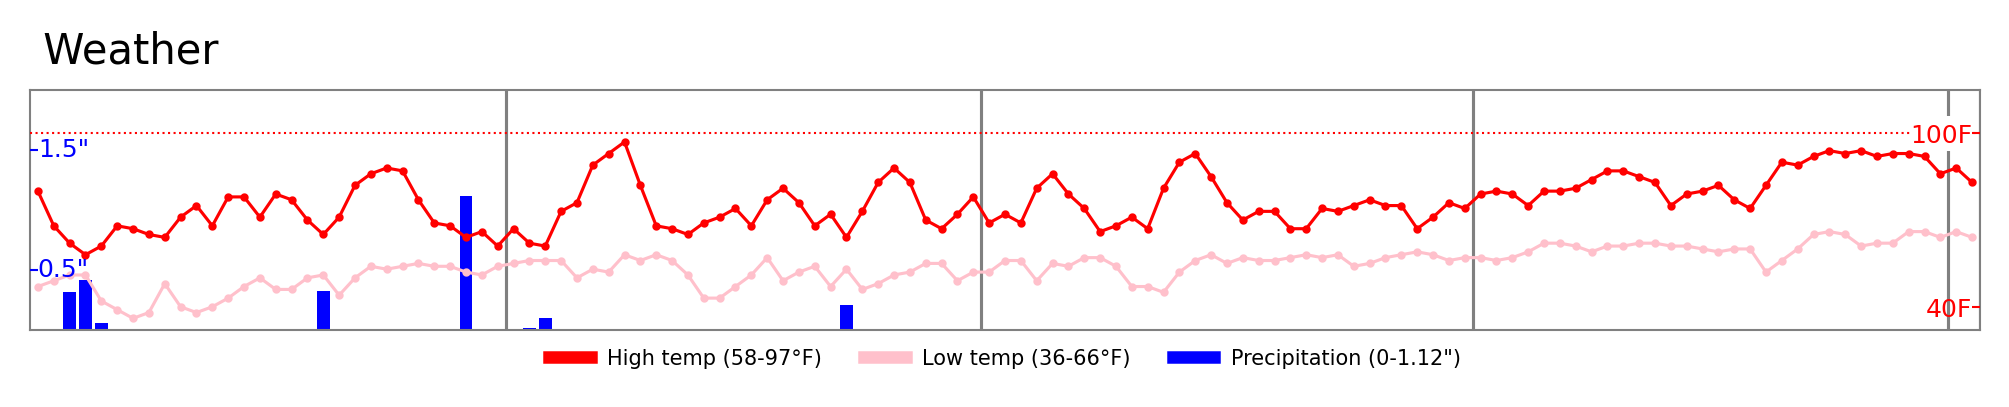 Weather
1.5"
100F
0.5"
40F
High temp (58-97°F)
Low temp (36-66°F)
Precipitation (0-1.12")